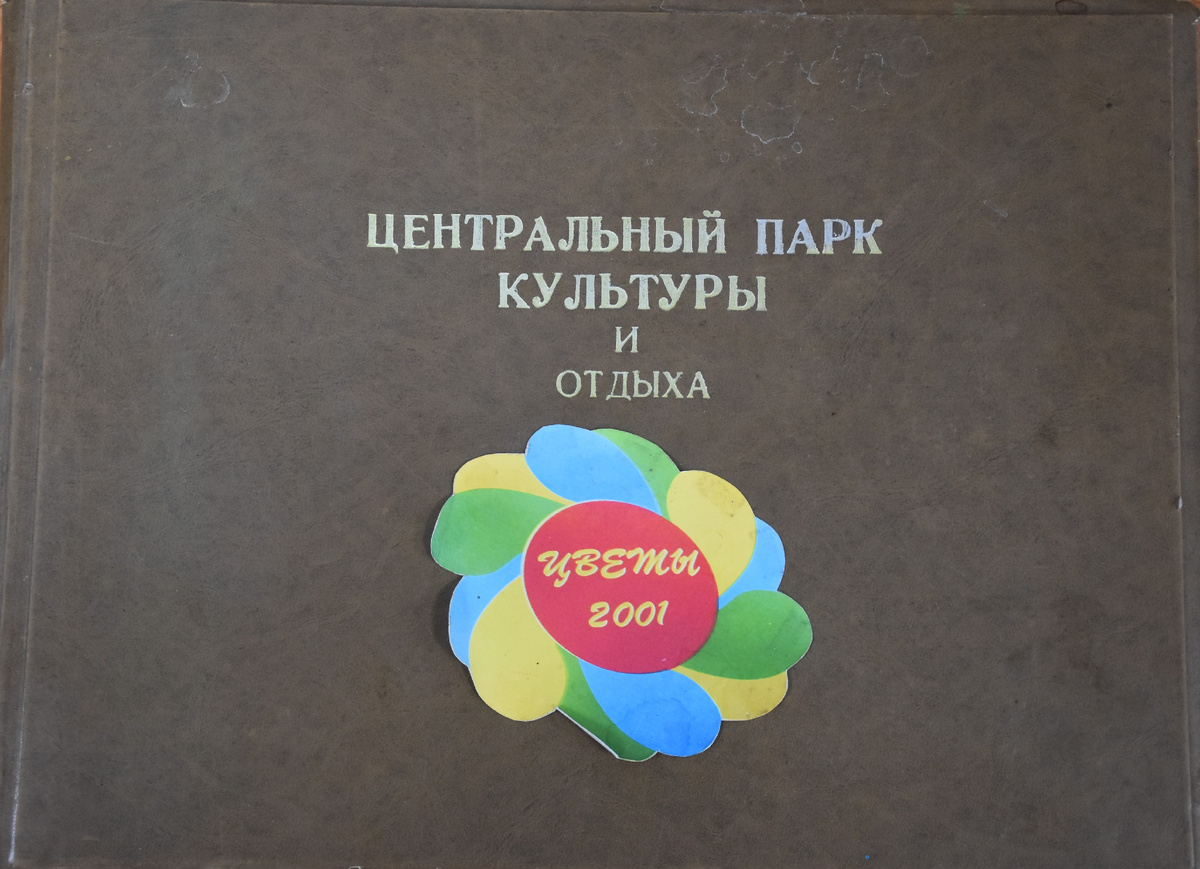 ЦЕНТРАЛЬНЫЙ ПАРК
КУЛЬТУРЫ
И
ОТДЫХА
ЦВЕТЫ
2001